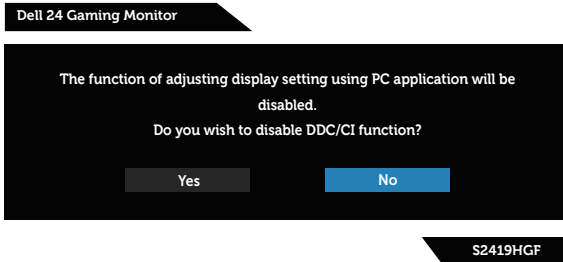 Dell 24 Gaming Monitor
The function of adjusting display setting using PC application will be
disabled.
Do you wish to disable DDC/CI function?
Yes
No
S2419HGF